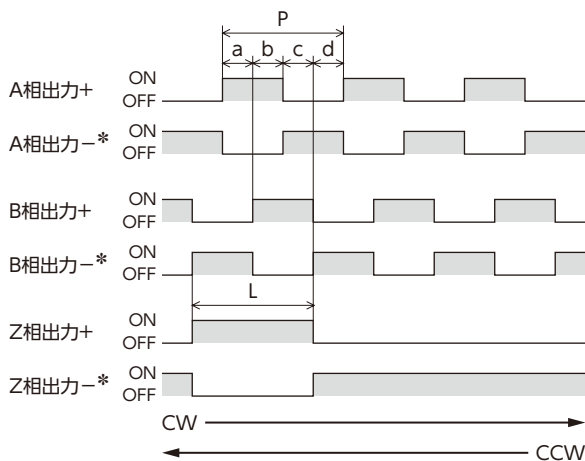 P
a b c d
A相出力+ ON
OFF
A相出力−* ON
OFF
B相出力+ ON
OFF
B相出力−* ON
OFF
L
Z相出力+ ON
OFF
Z相出力−* ON
OFF
CW
CCW